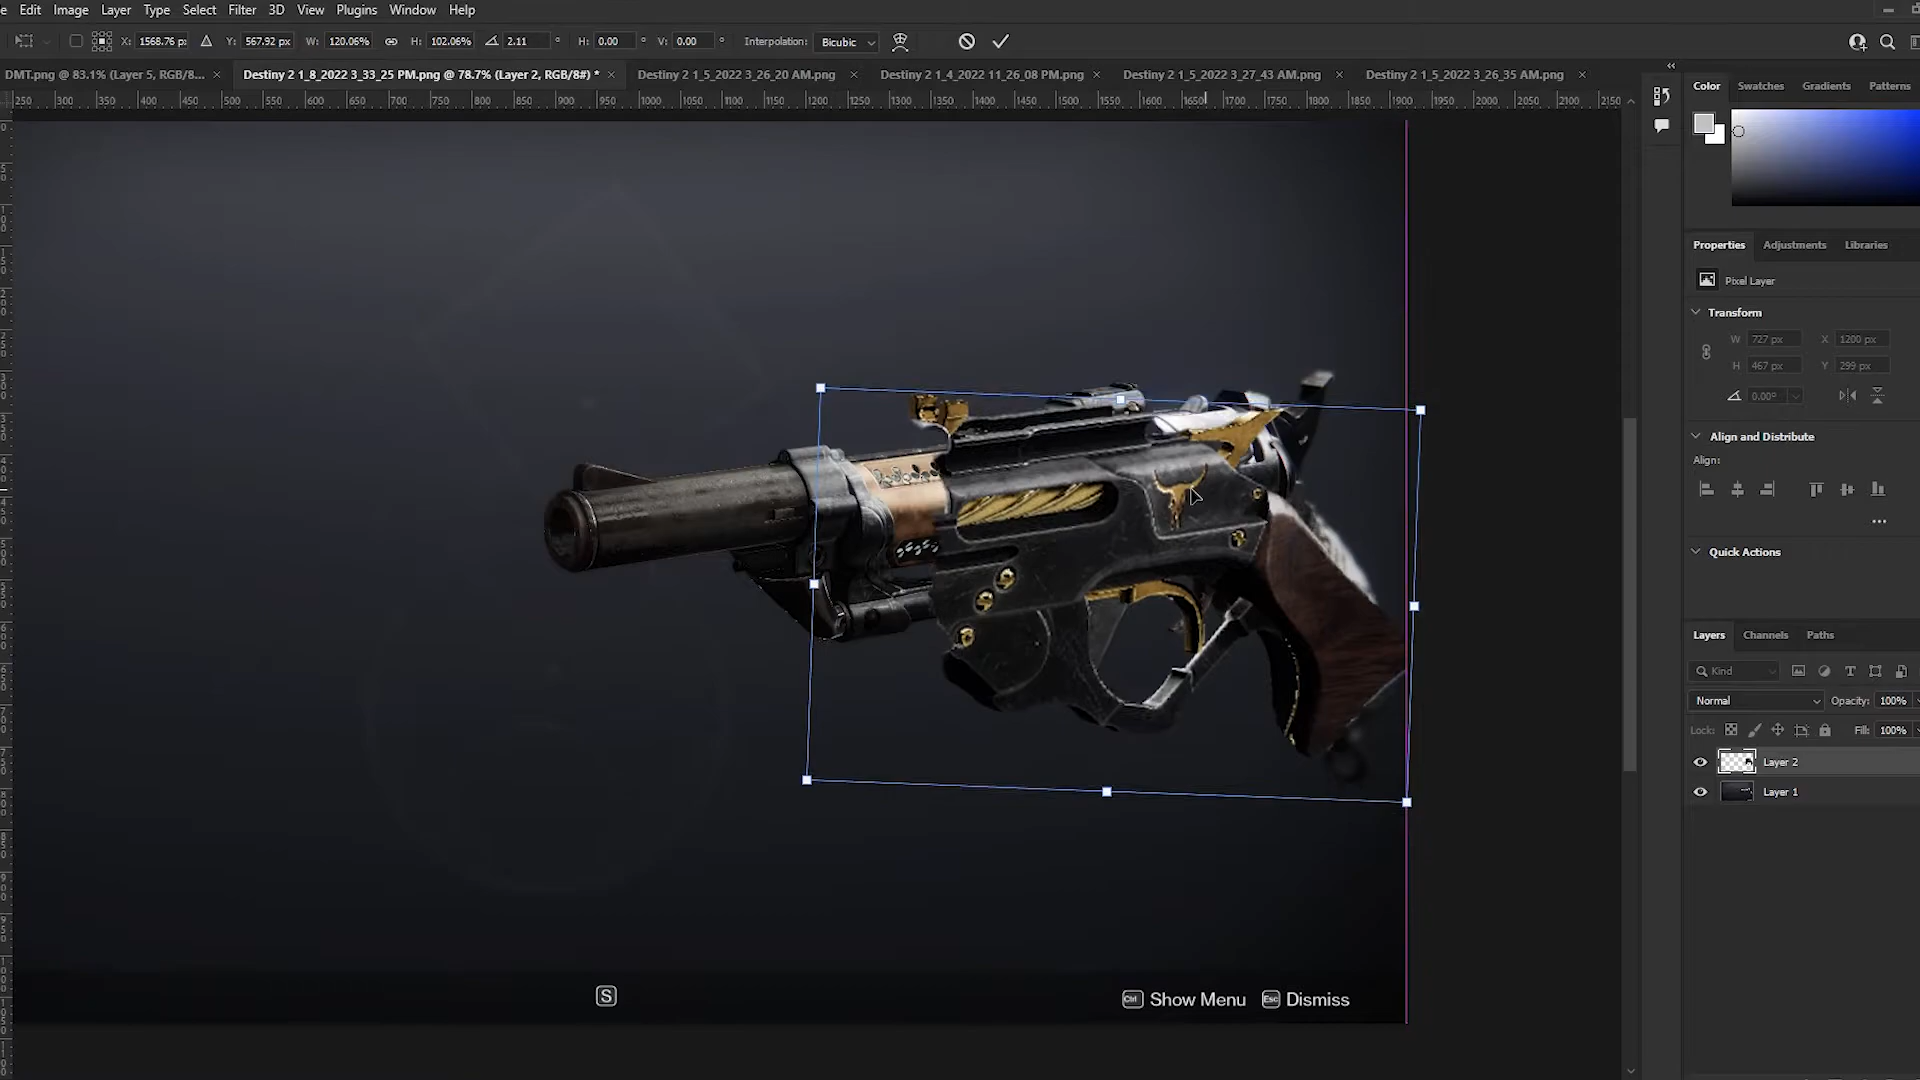 Edit Image Layer Type Select Filter 3D View Plugins Window Help
X: 1568.76 px Y: 567.92 px W: 120.06% H: 102.06% 2.11 ° H: 0.00 ° V: 0.00 ° Interpolation: Bicubic
DMT.png @ 83.1% (Layer 5, RGB/8... × Destiny 2 1_8_2022 3_33_25 PM.png @ 78.7% (Layer 2, RGB/8#) * × Destiny 2 1_5_2022 3_26_20 AM.png × Destiny 2 1_4_2022 11_26_08 PM.png × Destiny 2 1_5_2022 3_27_43 AM.png × Destiny 2 1_5_2022 3_26_35 AM.png ×
250 300 350 400 450 500 600 700 750 800 850 900 950 1000 1050 1100 1150 1200 1250 1300 1350 1400 1450 1500 1550 1600 1650 1700 1750 1800 1850 1900 1950 2000 2050 2100 2150
Color Swatches Gradients Patterns
Properties Adjustments Libraries
Pixel Layer
Transform
W 727 px X 1200 px
H 467 px Y 299 px
0.00°
Align and Distribute
Align:
...
Quick Actions
Layers Channels Paths
Kind
Normal Opacity: 100%
Lock: Fill: 100%
Layer 2
Layer 1
S
Ctrl Show Menu Esc Dismiss